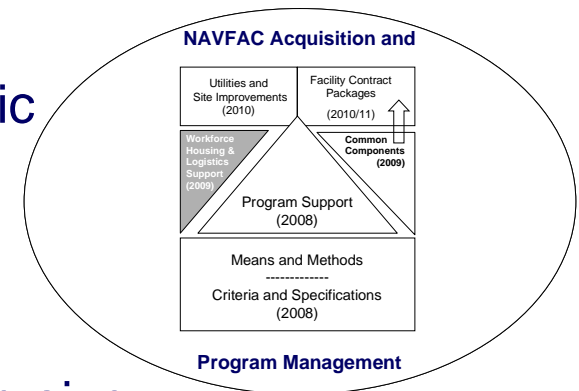 NAVFAC Acquisition and
ic
Utilities and
Site Improvements
(2010)
Facility Contract
Packages
(2010/11)
Workforce
Housing &
Logistics
Support
(2009)
Common
Components
(2009)
Program Support
(2008)
Means and Methods
-------------
Criteria and Specifications
(2008)
Program Management